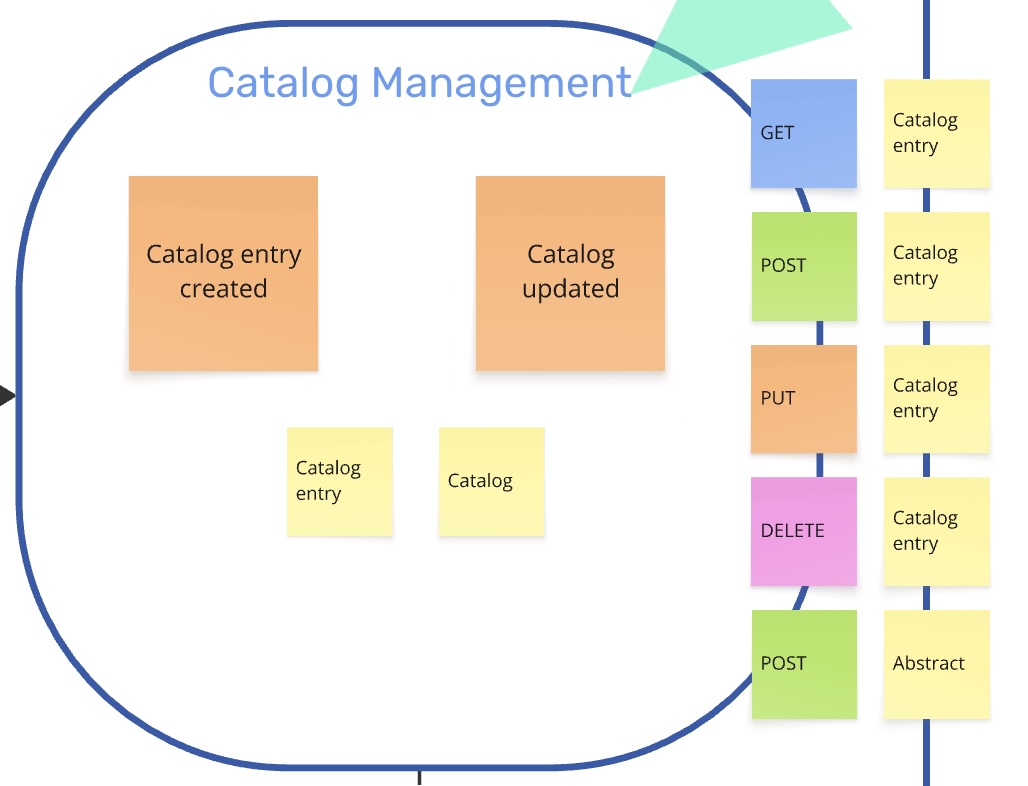 Catalog Management
GET
Catalog
entry
POST
Catalog
entry
Catalog entry
created
Catalog
updated
PUT
Catalog
entry
Catalog
entry
Catalog
DELETE
Catalog
entry
POST
Abstract